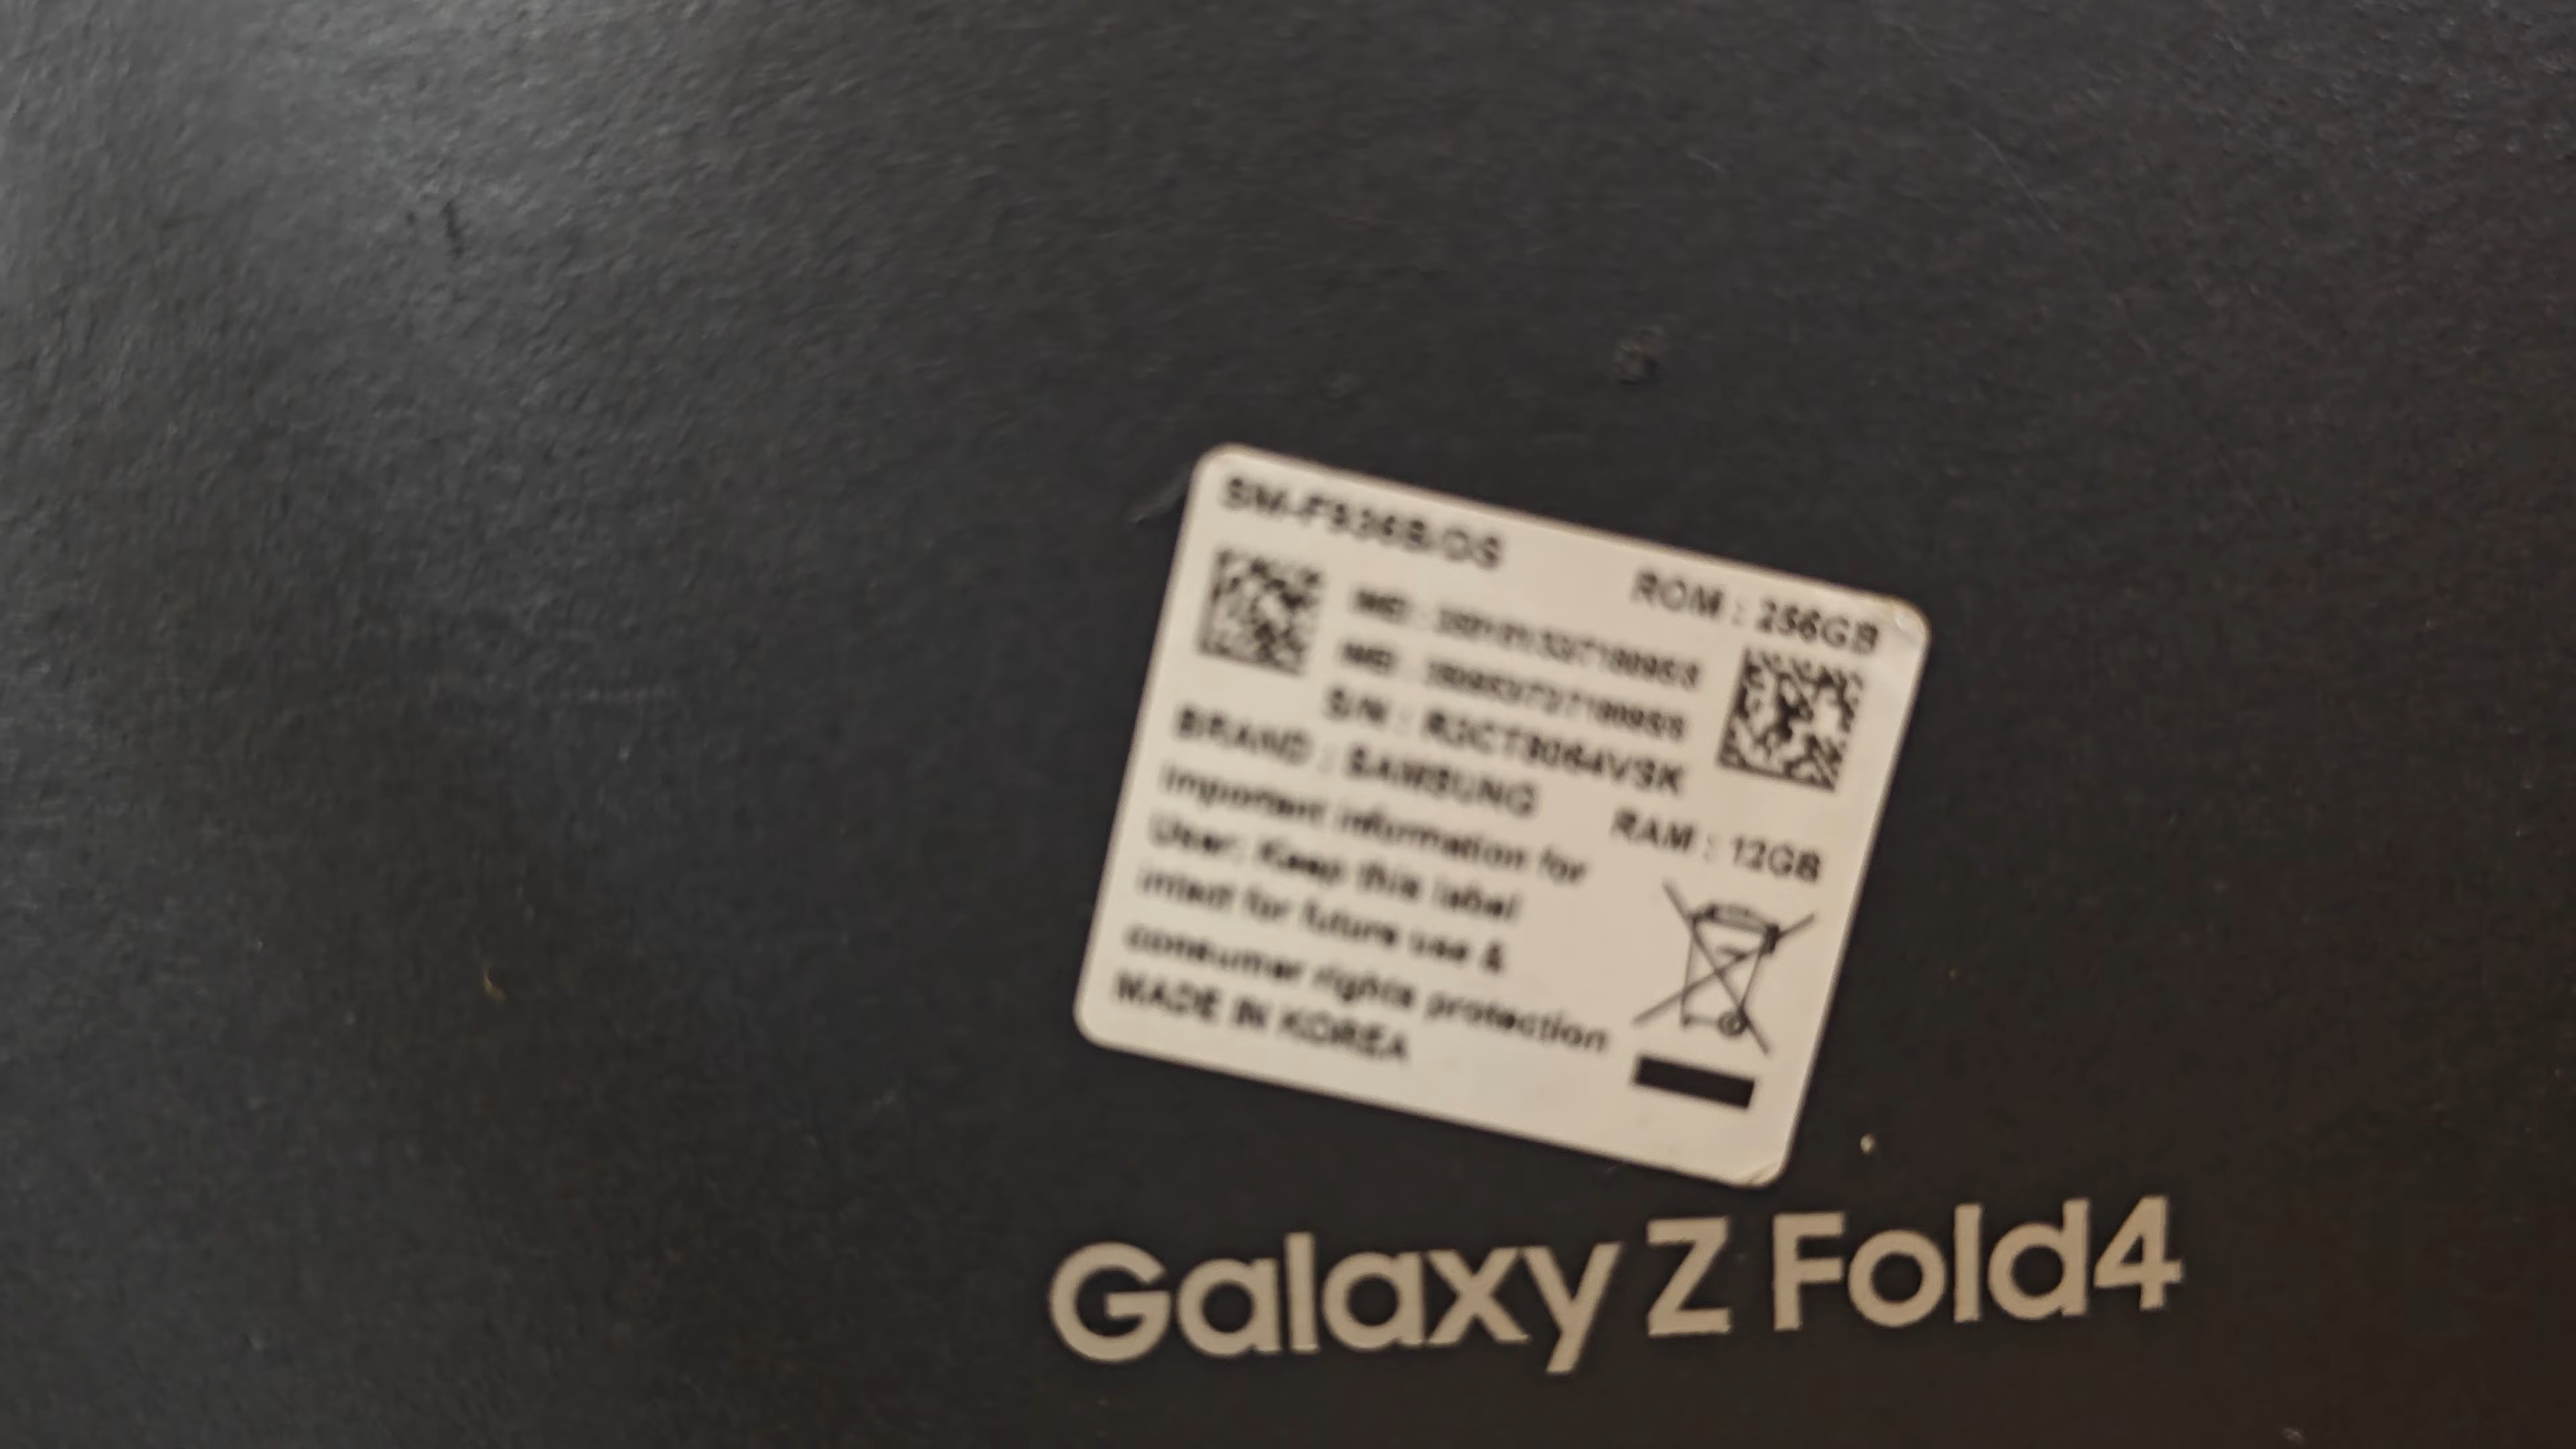 SM-F936B/DS
ROM : 256GB
IMEI :
IMEI :
S/N :
BRAND : SAMSUNG
RAM : 12GB
Important information for
User: Keep this label
intact for future use &
consumer rights protection
MADE IN KOREA
Galaxy Z Fold4